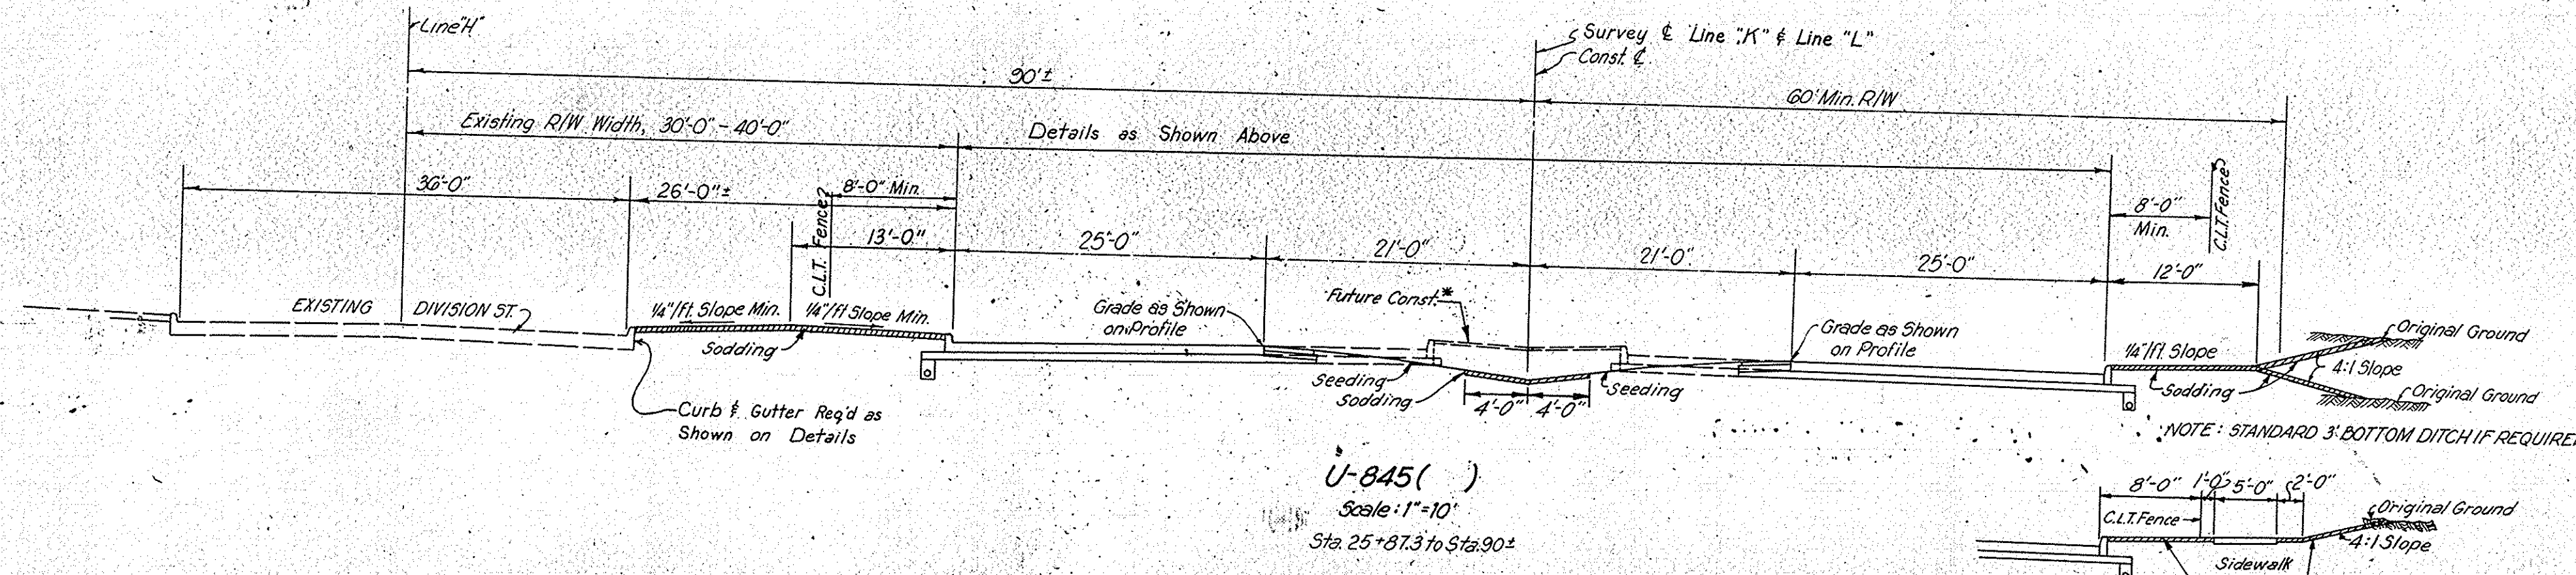 Line "H"
Survey ℄ Line "K" & Line "L"
Const. ℄
90'±
60' Min. R/W
Existing R/W Width, 30'-0" - 40'-0"
Details as Shown Above
36'-0"
26'-0"±
C.L.T. Fence
8'-0" Min.
13'-0"
25'-0"
21'-0"
21'-0"
25'-0"
8'-0"
Min.
C.L.T. Fence
12'-0"
EXISTING DIVISION ST.
1/4"/ft. Slope Min.
1/4"/ft Slope Min.
Sodding
Grade as Shown
on Profile
Future Const.*
Grade as Shown
on Profile
1/4"/ft. Slope
Original Ground
4:1 Slope
Sodding
Original Ground
Seeding
Sodding
4'-0"
4'-0"
Seeding
Curb & Gutter Req'd as
Shown on Details
NOTE: STANDARD 3' BOTTOM DITCH IF REQUIRE
U-845( )
Scale: 1"=10'
Sta. 25+87.3 to Sta. 90±
8'-0"
1'-0"
5'-0"
2'-0"
C.L.T. Fence
Original Ground
4:1 Slope
Sidewalk